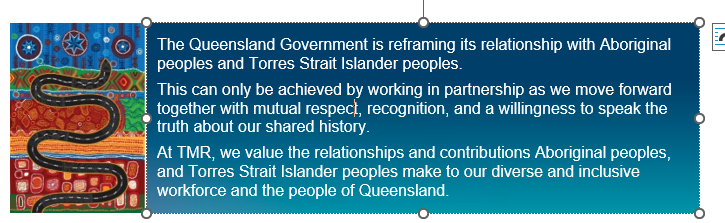 The Queensland Government is reframing its relationship with Aboriginal
peoples and Torres Strait Islander peoples.
This can only be achieved by working in partnership as we move forward
together with mutual respect, recognition, and a willingness to speak the
truth about our shared history.
At TMR, we value the relationships and contributions Aboriginal peoples,
and Torres Strait Islander peoples make to our diverse and inclusive
workforce and the people of Queensland.